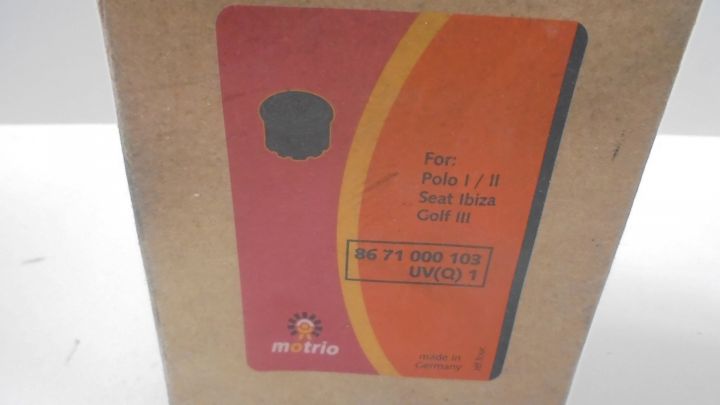 For:
Polo I / II
Seat Ibiza
Golf III
86 71 000 103
UV(Q) 1
motrio
made in
Germany